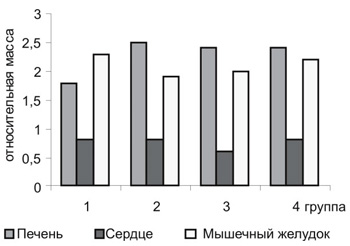 относительная масса
3
2,5
2
1,5
1
0,5
0
1 2 3 4 группа
Печень Сердце Мышечный желудок